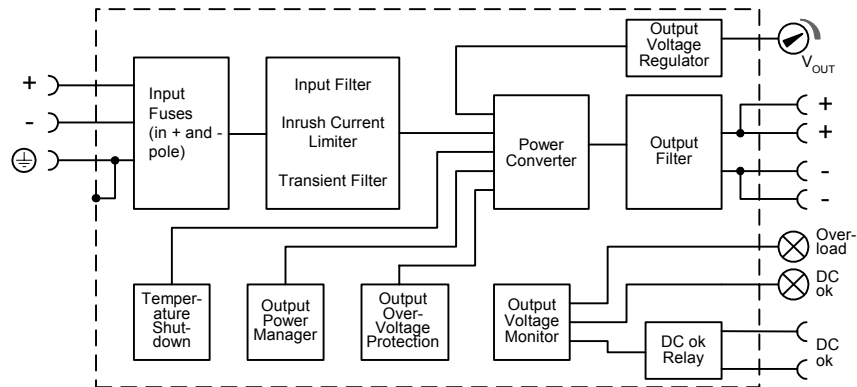 Output
Voltage
Regulator
V_OUT
+
-
Input
Fuses
(in + and -
pole)
Input Filter
Inrush Current
Limiter
Transient Filter
Power
Converter
Output
Filter
+
+
-
-
Over-
load
DC
ok
Temper-
ature
Shut-
down
Output
Power
Manager
Output
Over-
Voltage
Protection
Output
Voltage
Monitor
DC ok
Relay
DC
ok